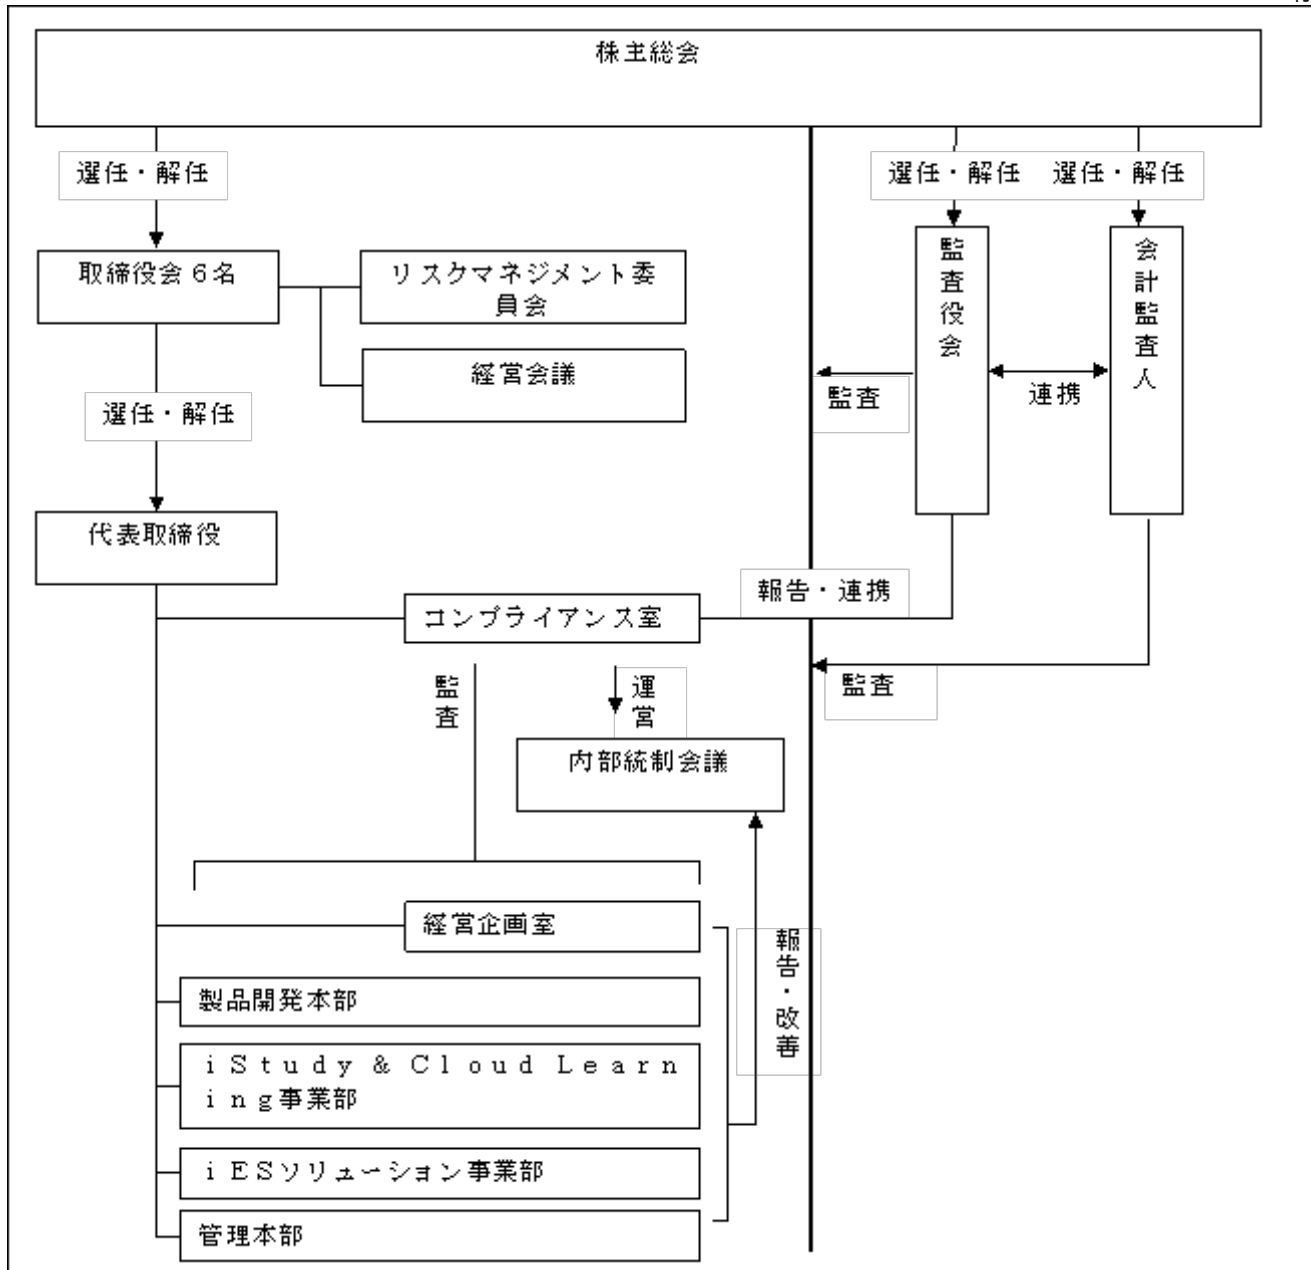 株主総会
選任・解任
選任・解任
選任・解任
取締役会6名
リスクマネジメント委
員会
監査役会
会計監査人
経営会議
監査
連携
選任・解任
代表取締役
報告・連携
コンプライアンス室
監査
運営
監査
内部統制会議
経営企画室
報告・改善
製品開発本部
iStudy & Cloud Learn
ing事業部
iESソリューション事業部
管理本部